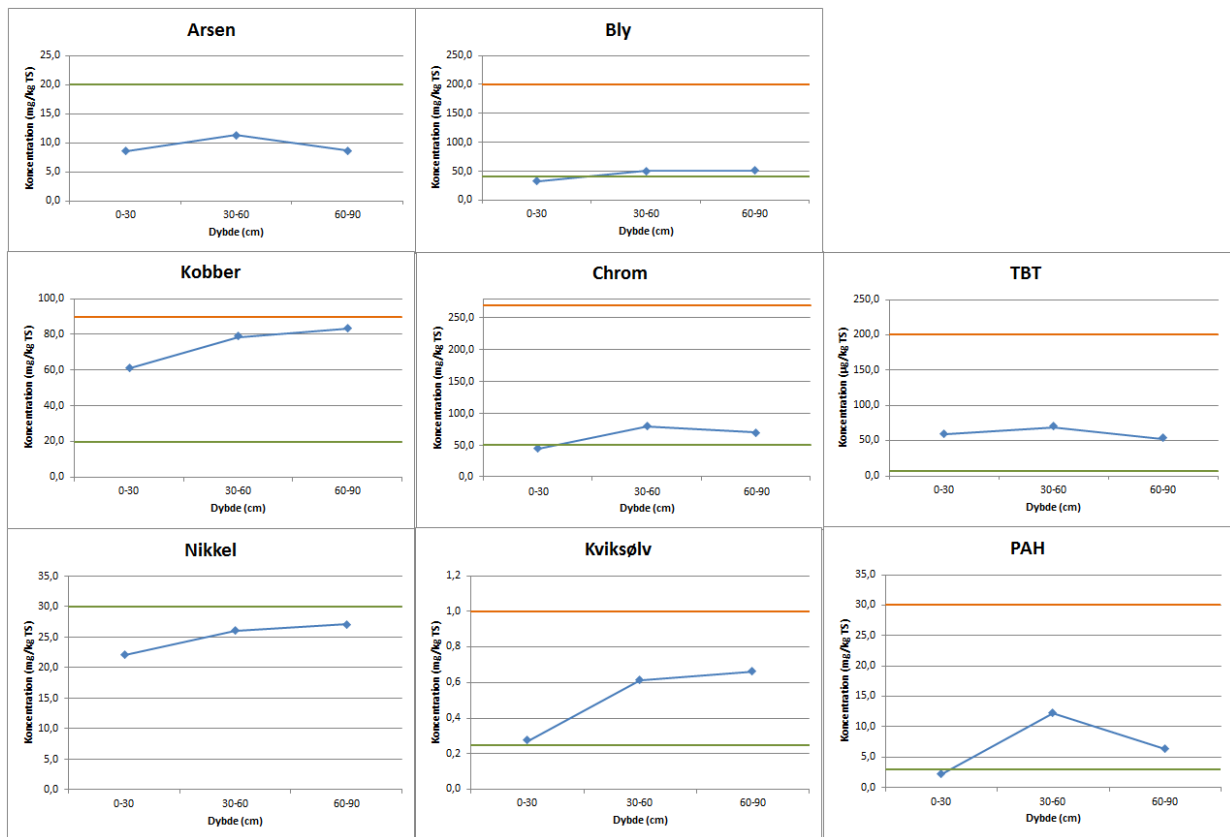 Arsen
Koncentration (mg/kg TS)
25,0
20,0
15,0
10,0
5,0
0,0
0-30 30-60 60-90
Dybde (cm)
Bly
Koncentration (mg/kg TS)
250,0
200,0
150,0
100,0
50,0
0,0
0-30 30-60 60-90
Dybde (cm)
Kobber
Koncentration (mg/kg TS)
100,0
80,0
60,0
40,0
20,0
0,0
0-30 30-60 60-90
Dybde (cm)
Chrom
Koncentration (mg/kg TS)
250,0
200,0
150,0
100,0
50,0
0,0
0-30 30-60 60-90
Dybde (cm)
TBT
Koncentration (µg/kg TS)
250,0
200,0
150,0
100,0
50,0
0,0
0-30 30-60 60-90
Dybde (cm)
Nikkel
Koncentration (mg/kg TS)
35,0
30,0
25,0
20,0
15,0
10,0
5,0
0,0
0-30 30-60 60-90
Dybde (cm)
Kviksølv
Koncentration (mg/kg TS)
1,2
1,0
0,8
0,6
0,4
0,2
0,0
0-30 30-60 60-90
Dybde (cm)
PAH
Koncentration (mg/kg TS)
35,0
30,0
25,0
20,0
15,0
10,0
5,0
0,0
0-30 30-60 60-90
Dybde (cm)